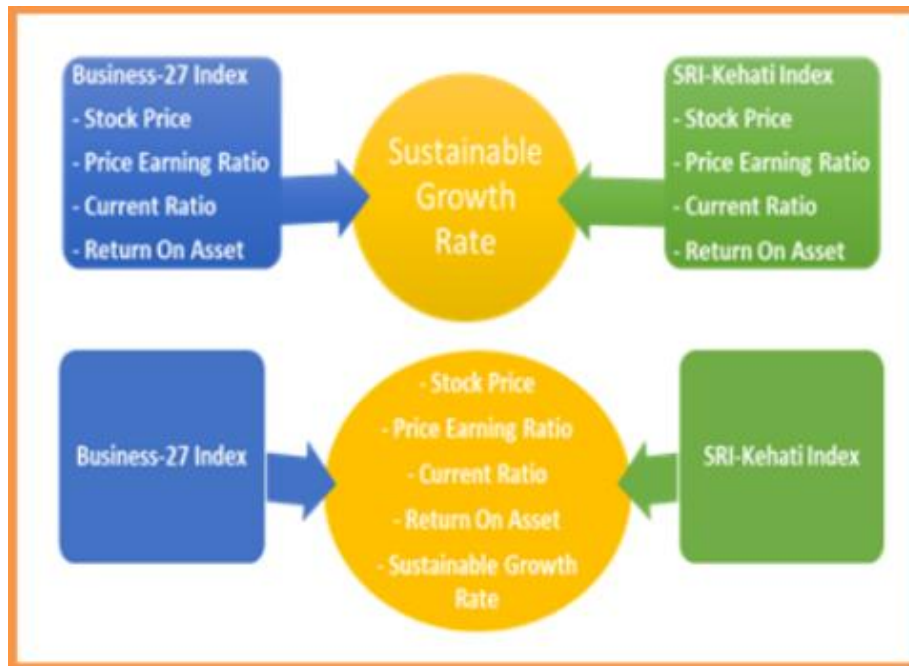 Business-27 Index
- Stock Price
- Price Earning Ratio
- Current Ratio
- Return On Asset
Sustainable
Growth
Rate
SRI-Kehati Index
- Stock Price
- Price Earning Ratio
- Current Ratio
- Return On Asset
Business-27 Index
- Stock Price
- Price Earning Ratio
- Current Ratio
- Return On Asset
- Sustainable Growth
Rate
SRI-Kehati Index